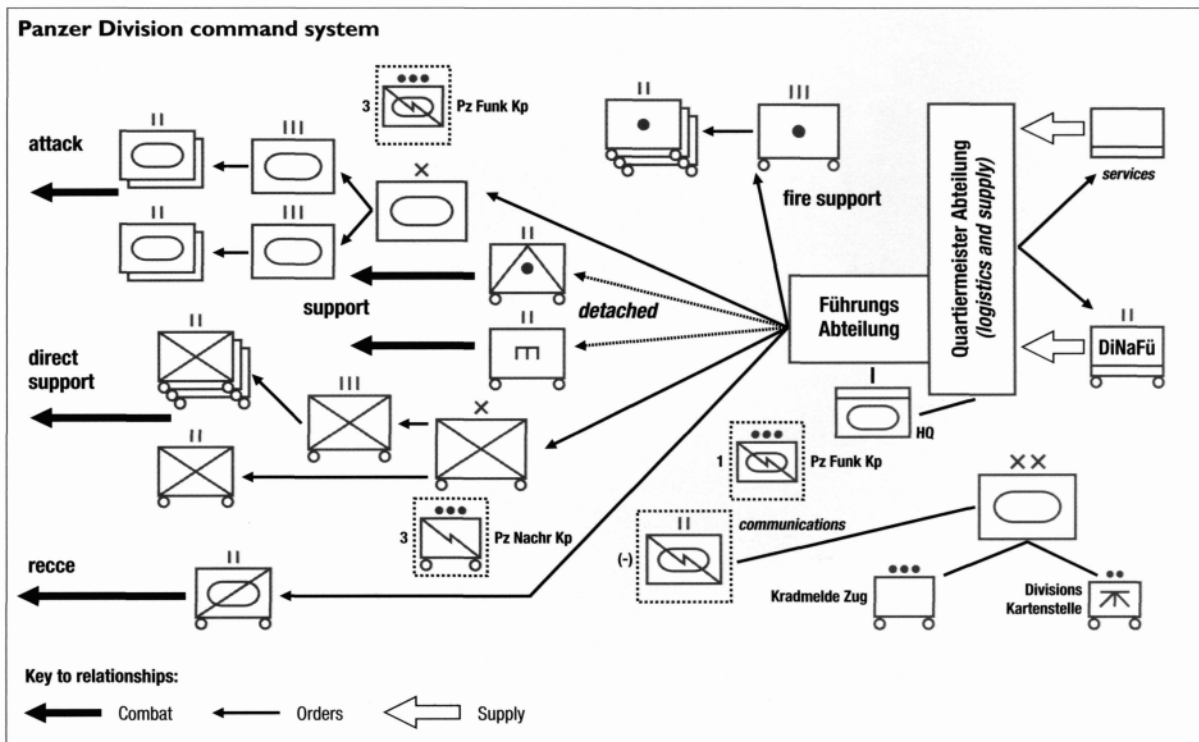 Panzer Division command system
3
Pz Funk Kp
attack
fire support
services
support
detached
Führungs
Abteilung
Quartiermeister Abteilung
(logistics and supply)
DiNaFü
direct
support
HQ
1
Pz Funk Kp
3
Pz Nachr Kp
communications
(-)
recce
Kradmelde Zug
Divisions
Kartenstelle
Key to relationships:
Combat
Orders
Supply